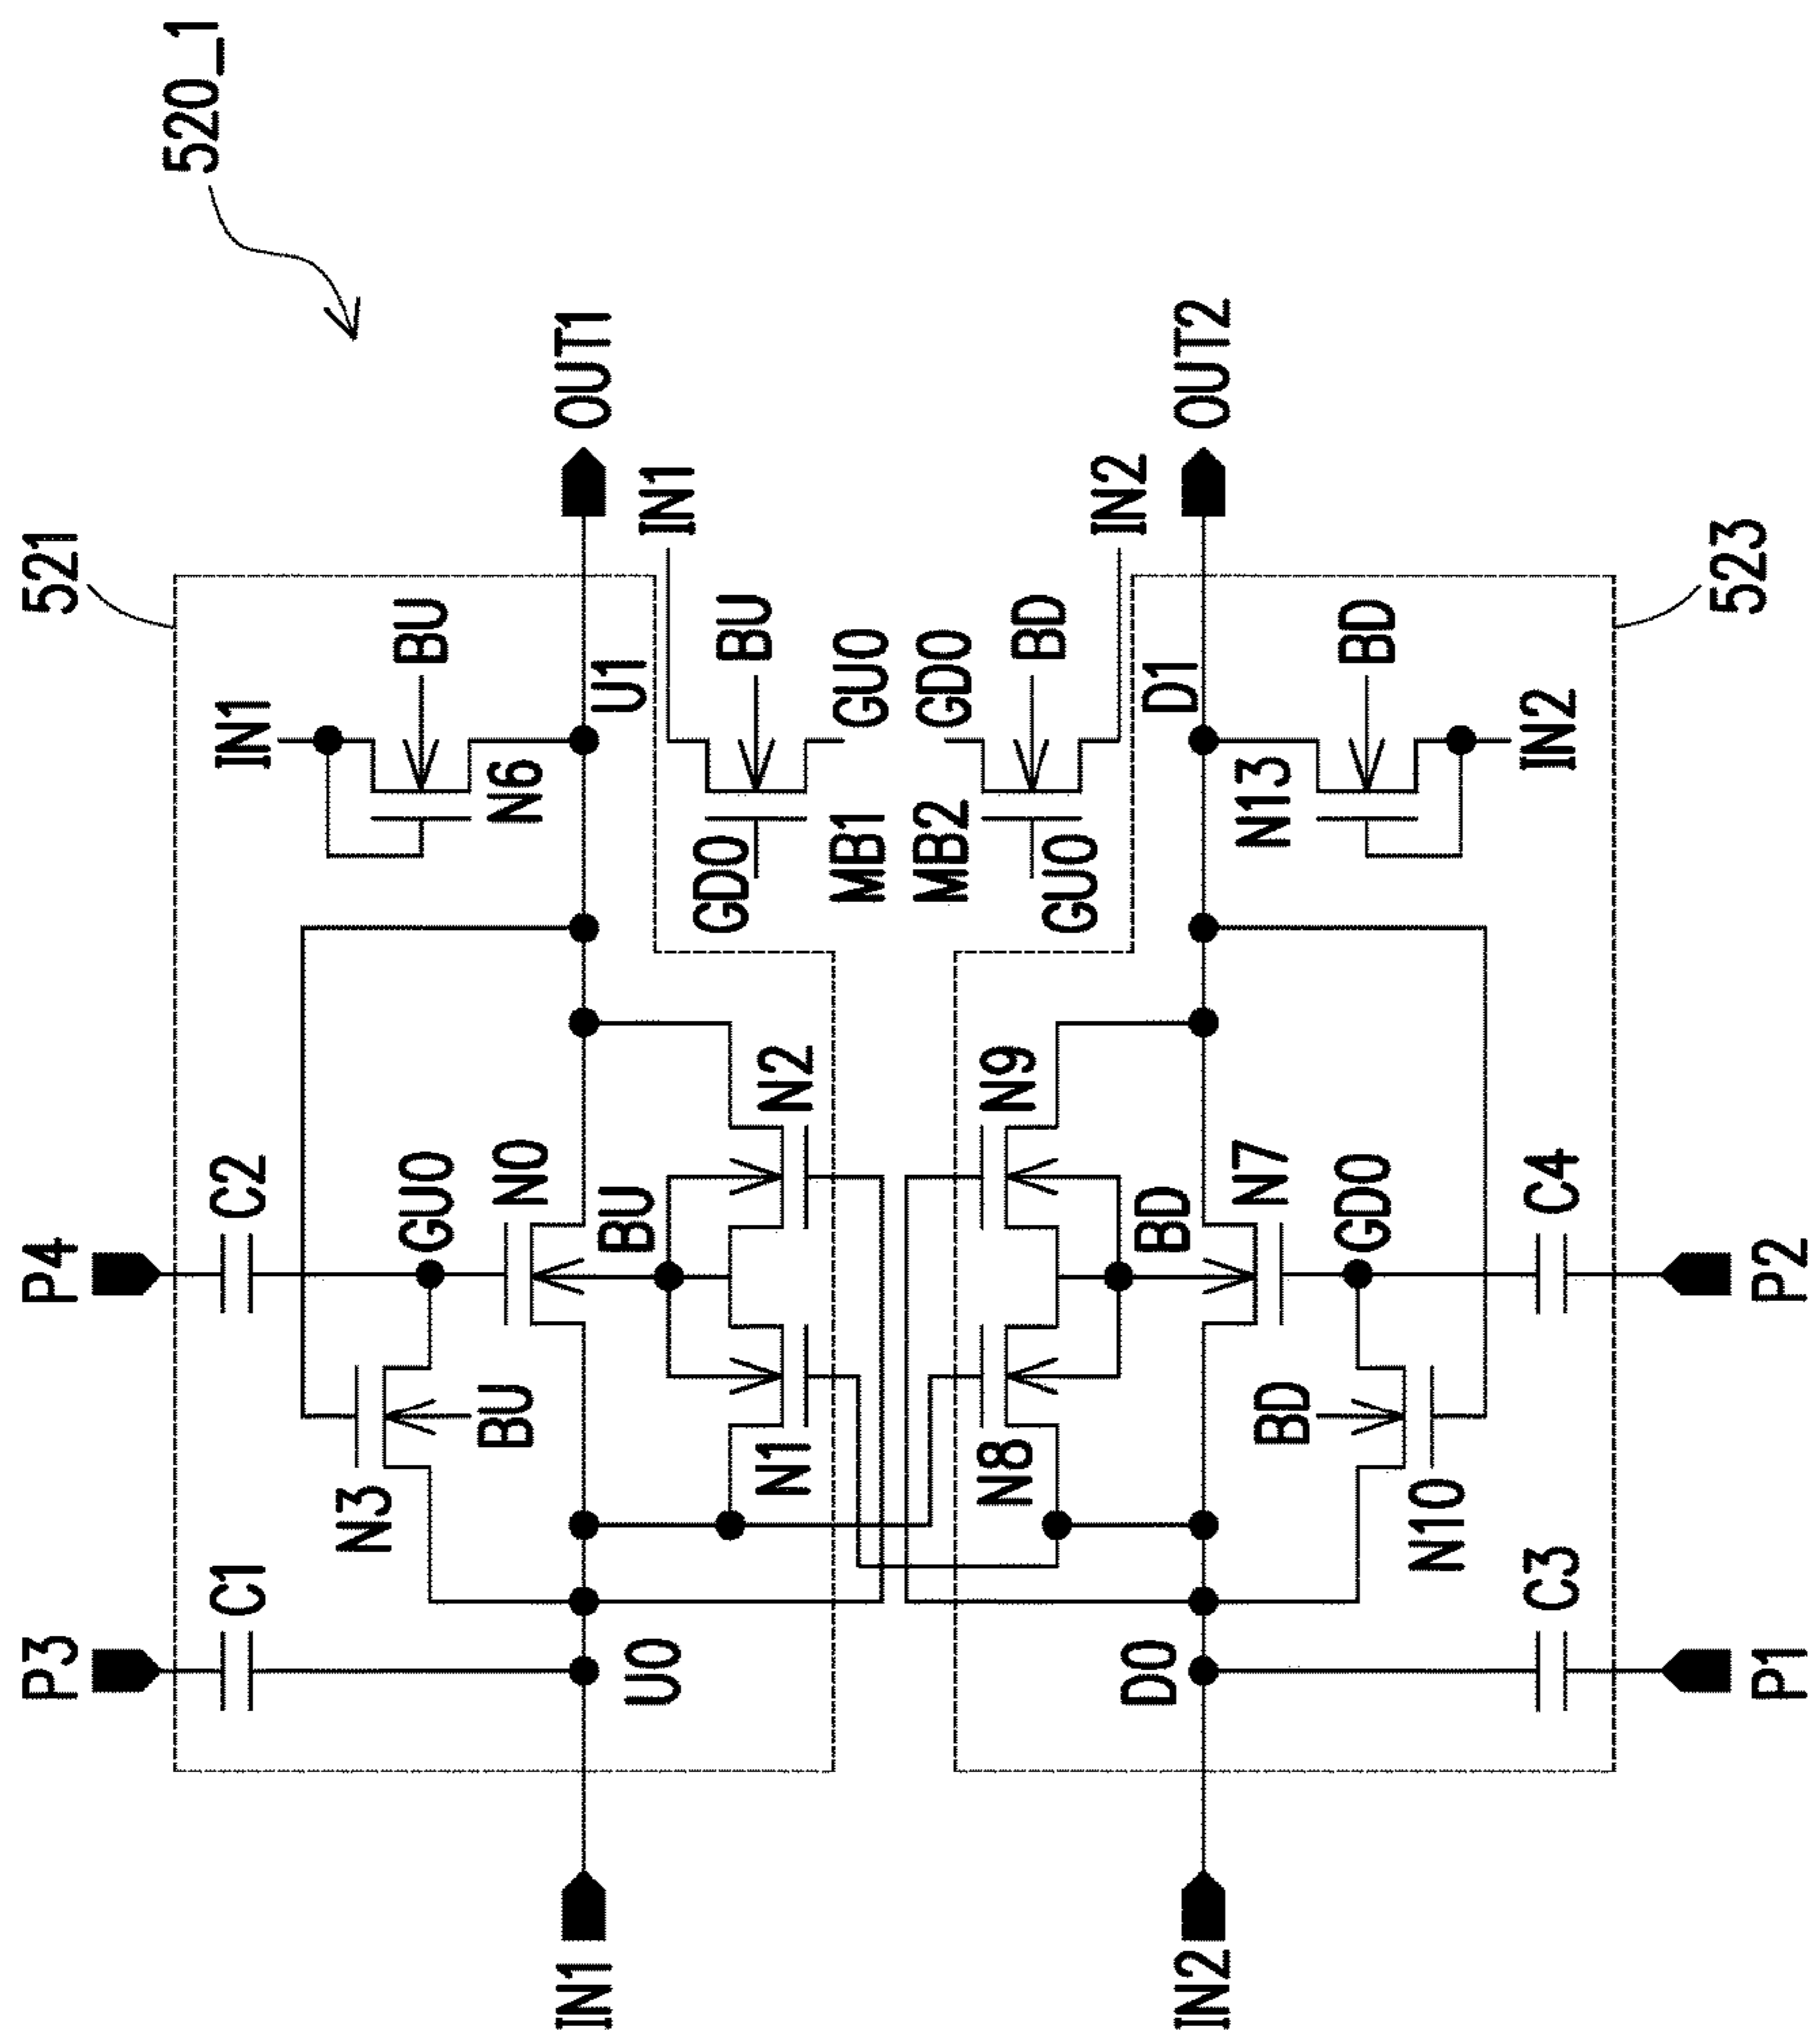 520_1
521
P3
P4
C1
C2
IN1
BU
N3
GU0
N0
BU
N6
IN1
U0
BU
U1
OUT1
N1
N2
GD0
BU
IN1
MB1
GU0
MB2
GD0
N8
N9
GU0
BD
IN2
IN2
D0
BD
D1
OUT2
BD
N7
N13
BD
N10
GD0
IN2
C3
C4
P1
P2
523